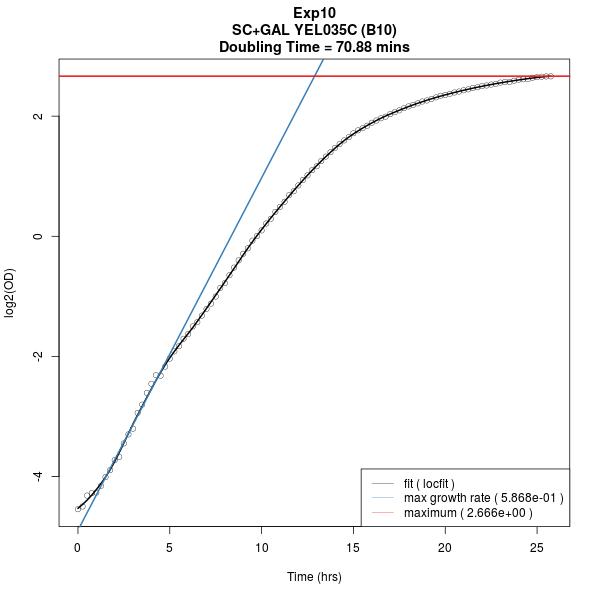 Exp10
SC+GAL YEL035C (B10)
Doubling Time = 70.88 mins
log2(OD)
2
0
-2
-4
fit ( locfit )
max growth rate ( 5.868e-01 )
maximum ( 2.666e+00 )
0 5 10 15 20 25
Time (hrs)